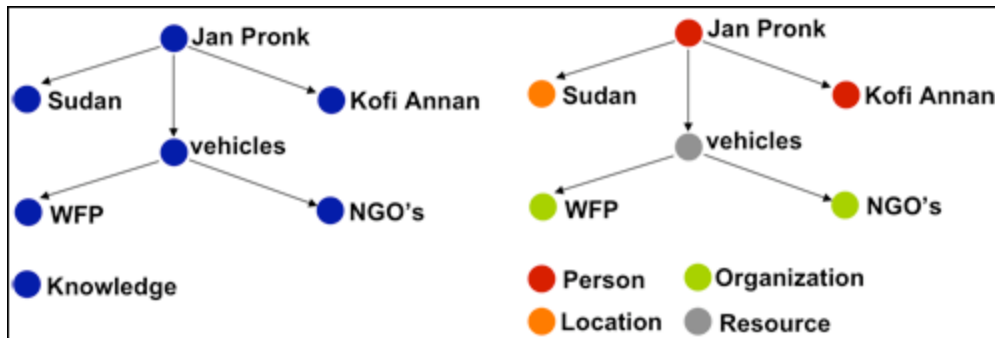 Jan Pronk
Sudan
Kofi Annan
vehicles
WFP
NGO's
Knowledge
Jan Pronk
Sudan
Kofi Annan
vehicles
WFP
NGO's
Person
Organization
Location
Resource